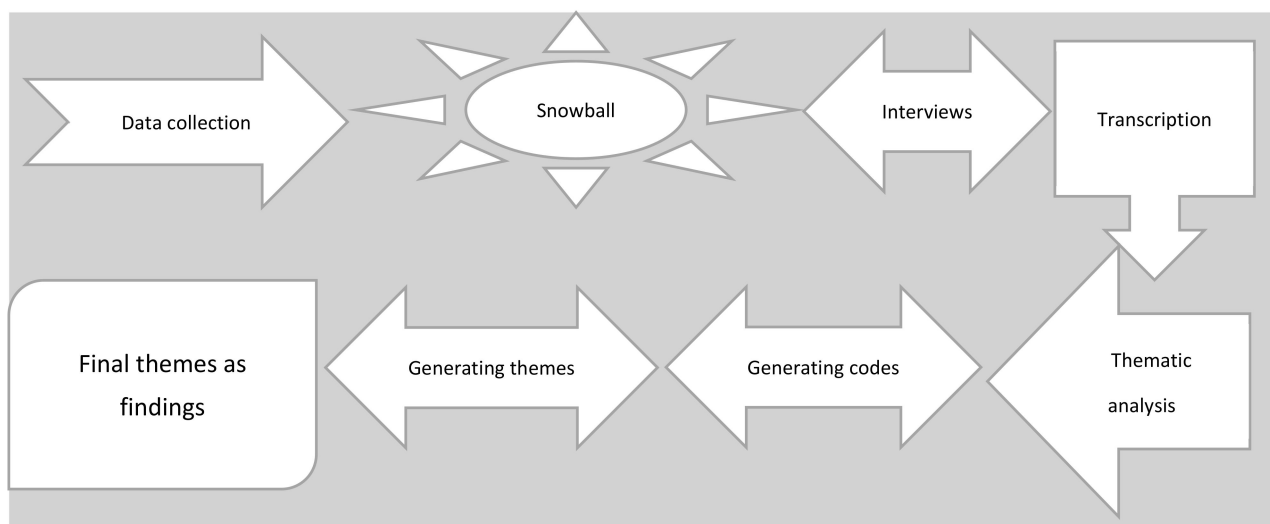 Data collection
Snowball
Interviews
Transcription
Thematic
analysis
Generating codes
Generating themes
Final themes as
findings